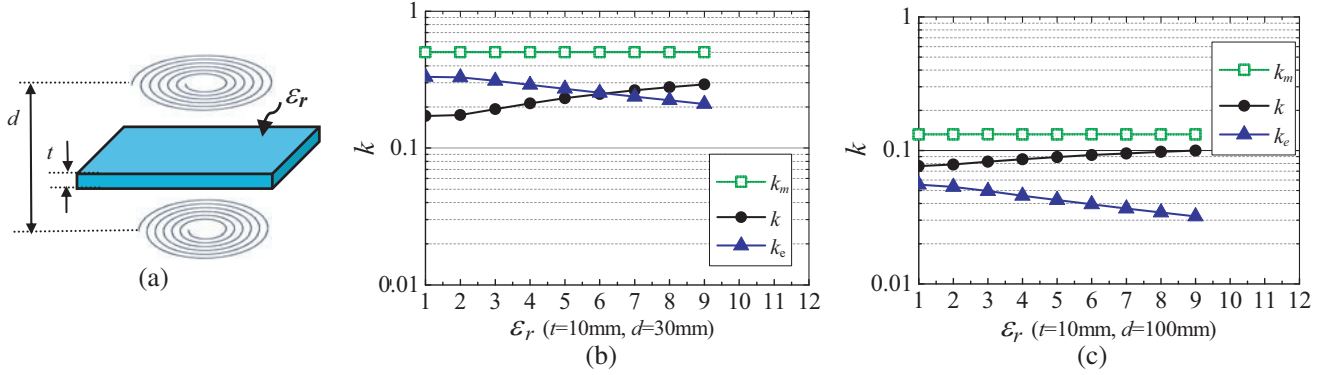 d
t
εr
(a)
k
1
0.1
0.01
km
k
ke
1 2 3 4 5 6 7 8 9 10 11 12
εr (t=10mm, d=30mm)
(b)
k
1
0.1
0.01
km
k
ke
1 2 3 4 5 6 7 8 9 10 11 12
εr (t=10mm, d=100mm)
(c)